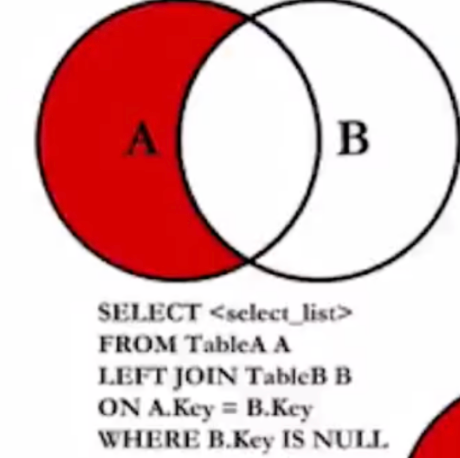 A B
SELECT <select_list>
FROM TableA A
LEFT JOIN TableB B
ON A.Key = B.Key
WHERE B.Key IS NULL